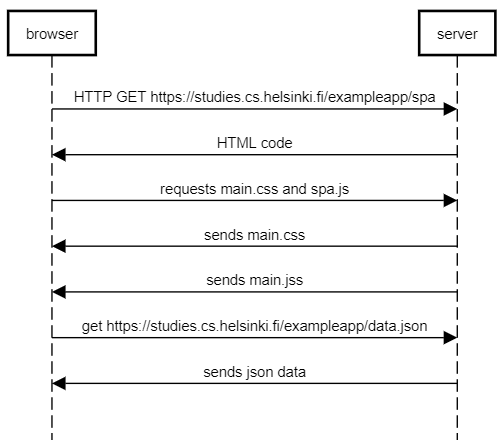 browser
server
HTTP GET https://studies.cs.helsinki.fi/exampleapp/spa
HTML code
requests main.css and spa.js
sends main.css
sends main.jss
get https://studies.cs.helsinki.fi/exampleapp/data.json
sends json data